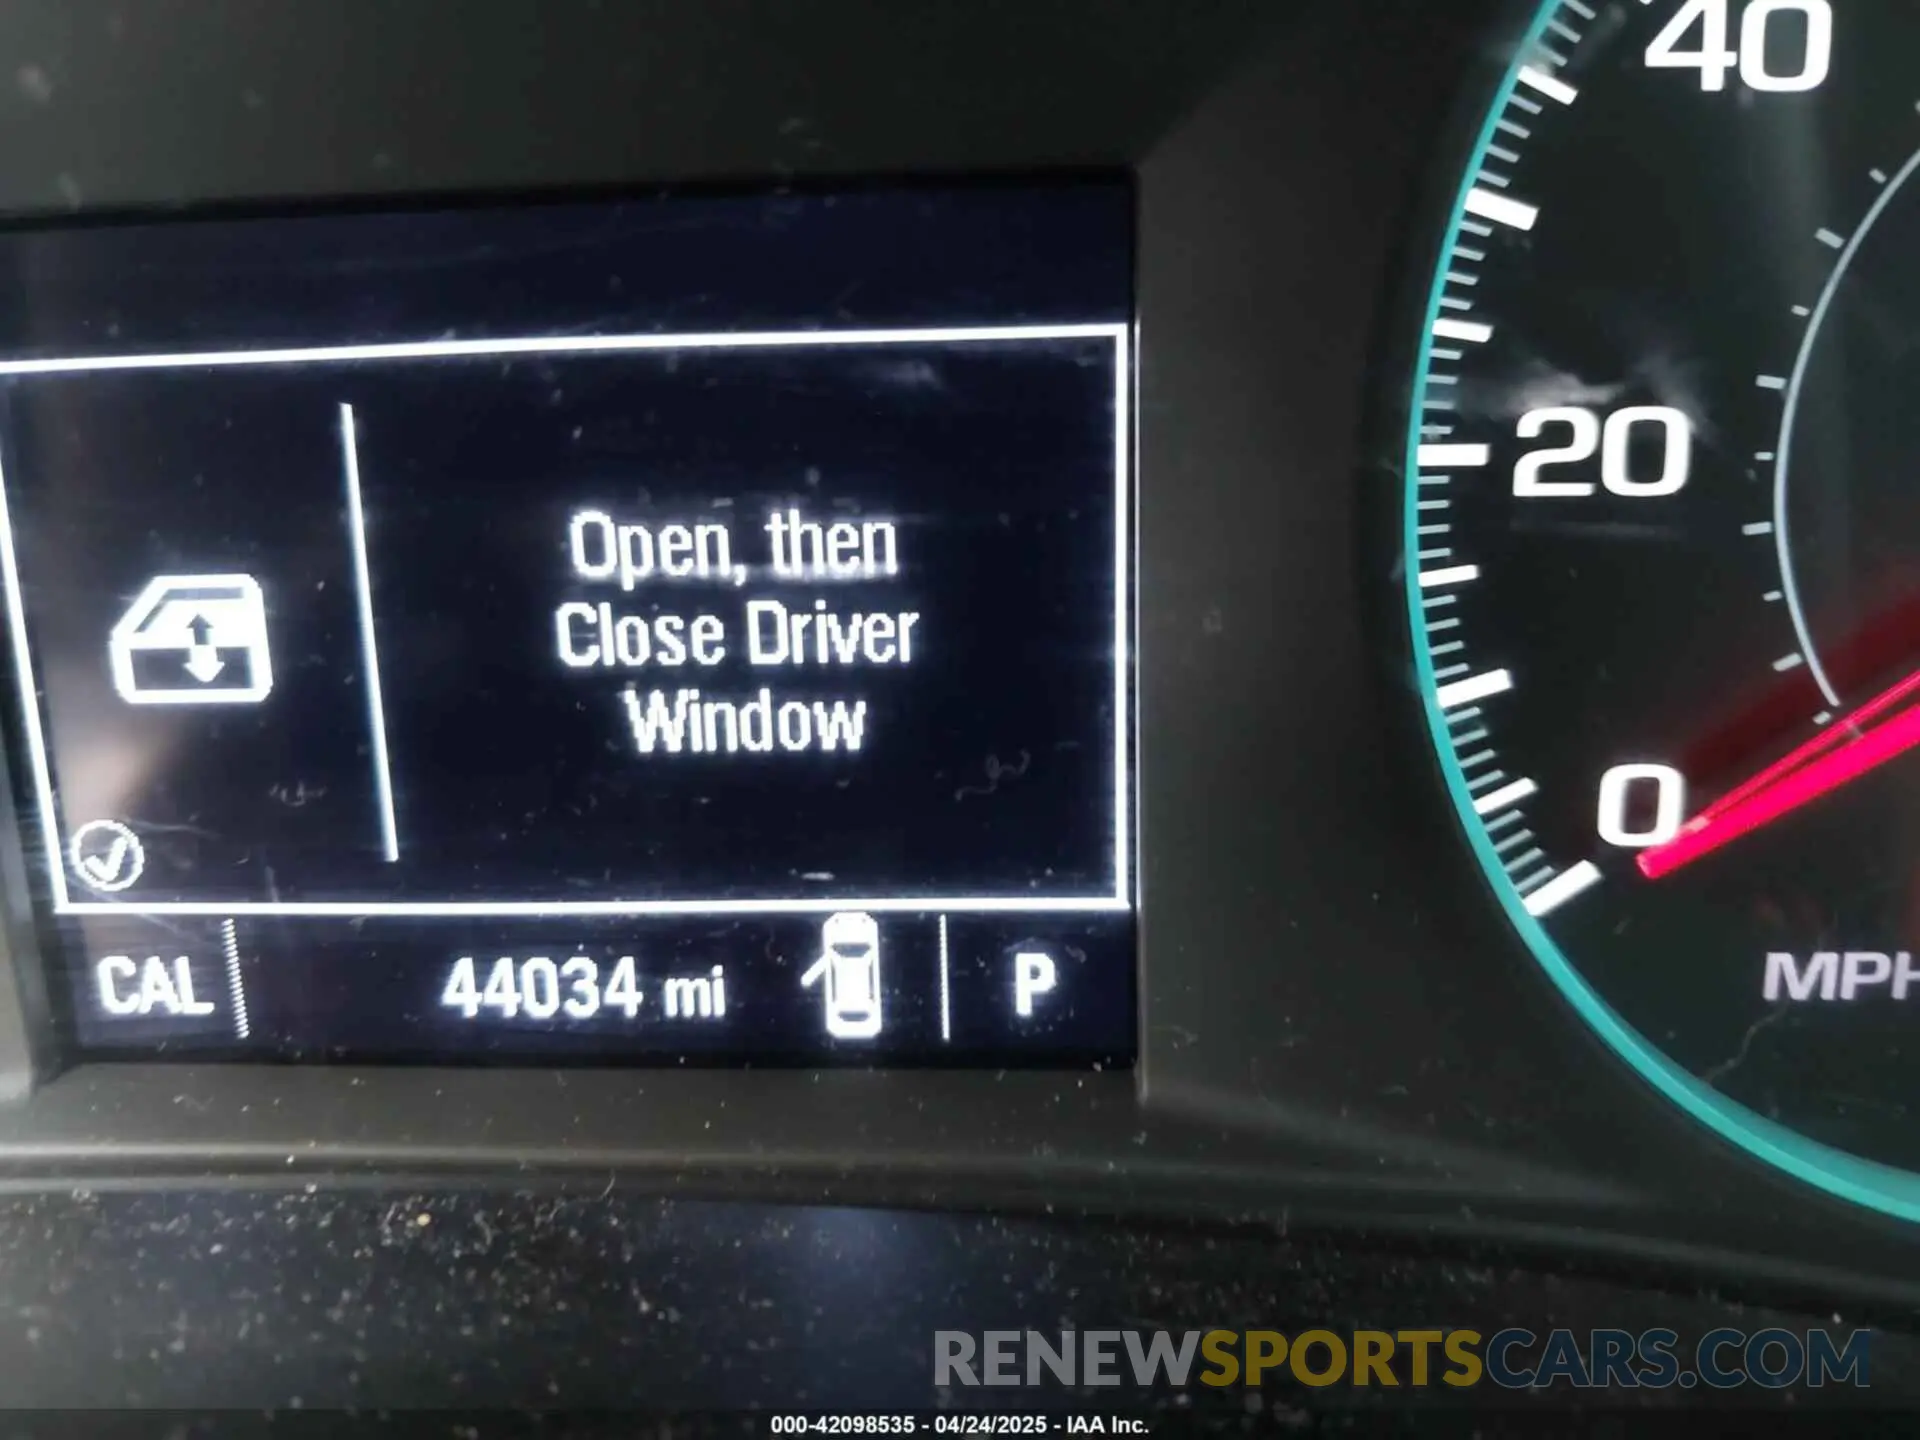 40
20
0
MPH
Open, then
Close Driver
Window
CAL
44034 mi
P
RENEWSPORTSCARS.COM
000-42098535 - 04/24/2025 - IAA Inc.